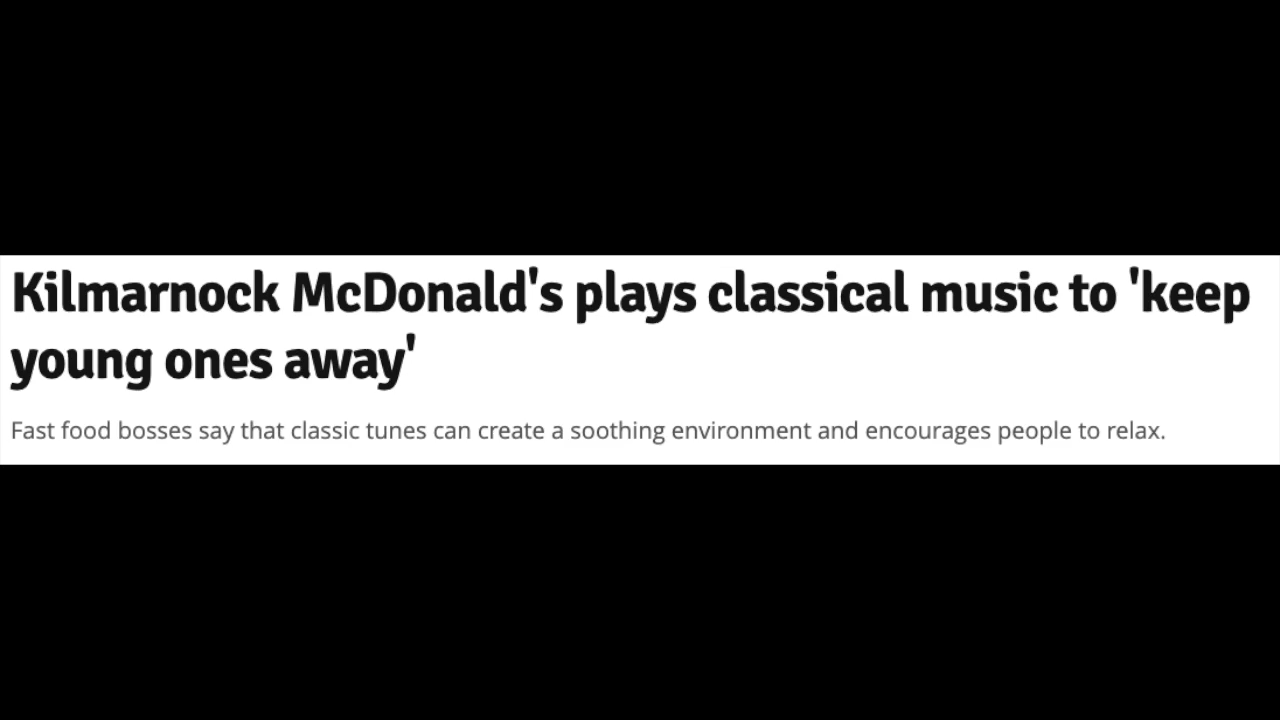 Kilmarnock McDonald's plays classical music to 'keep
young ones away'
Fast food bosses say that classic tunes can create a soothing environment and encourages people to relax.